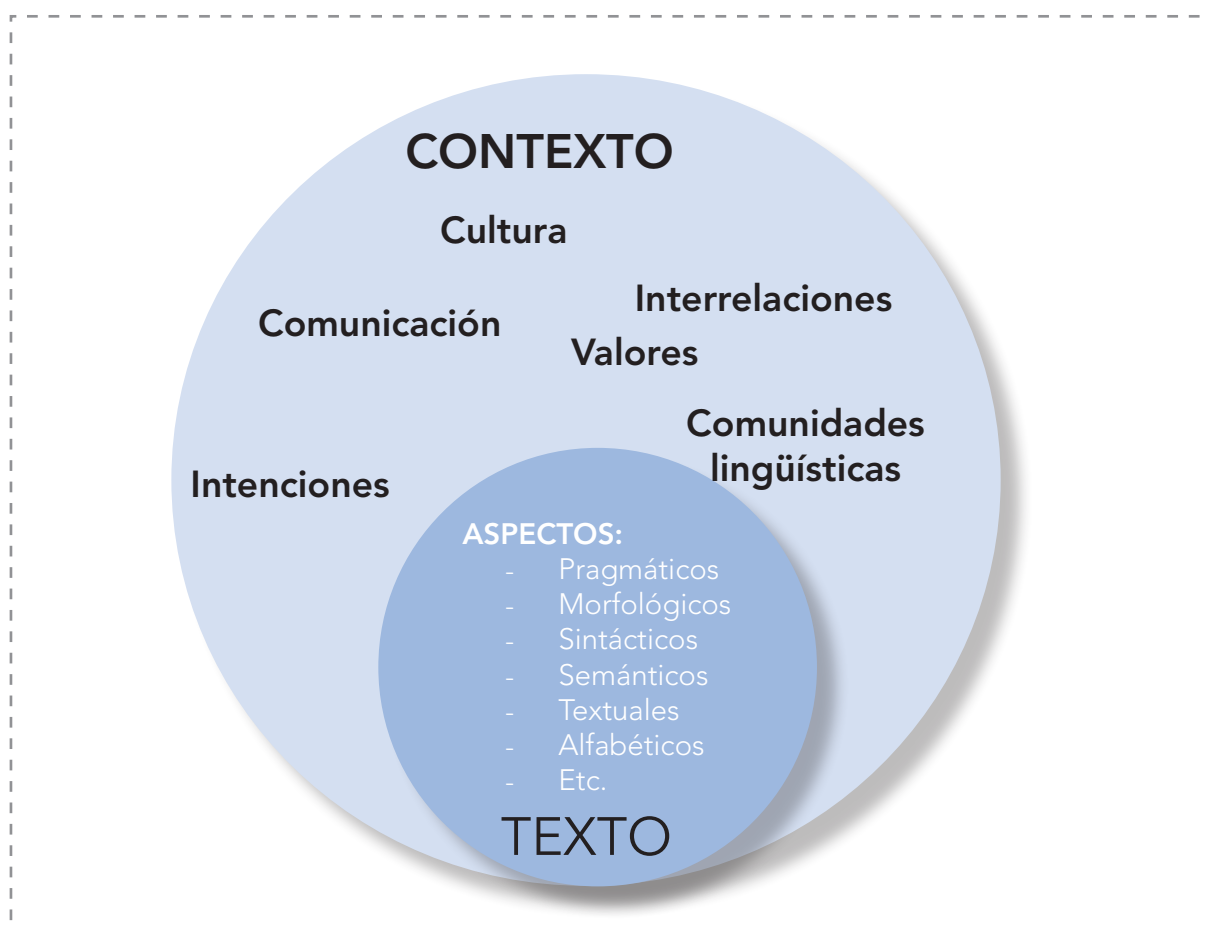 CONTEXTO
Cultura
Interrelaciones
Comunicación
Valores
Comunidades
lingüísticas
Intenciones
ASPECTOS:
- Pragmáticos
- Morfológicos
- Sintácticos
- Semánticos
- Textuales
- Alfabéticos
- Etc.
TEXTO